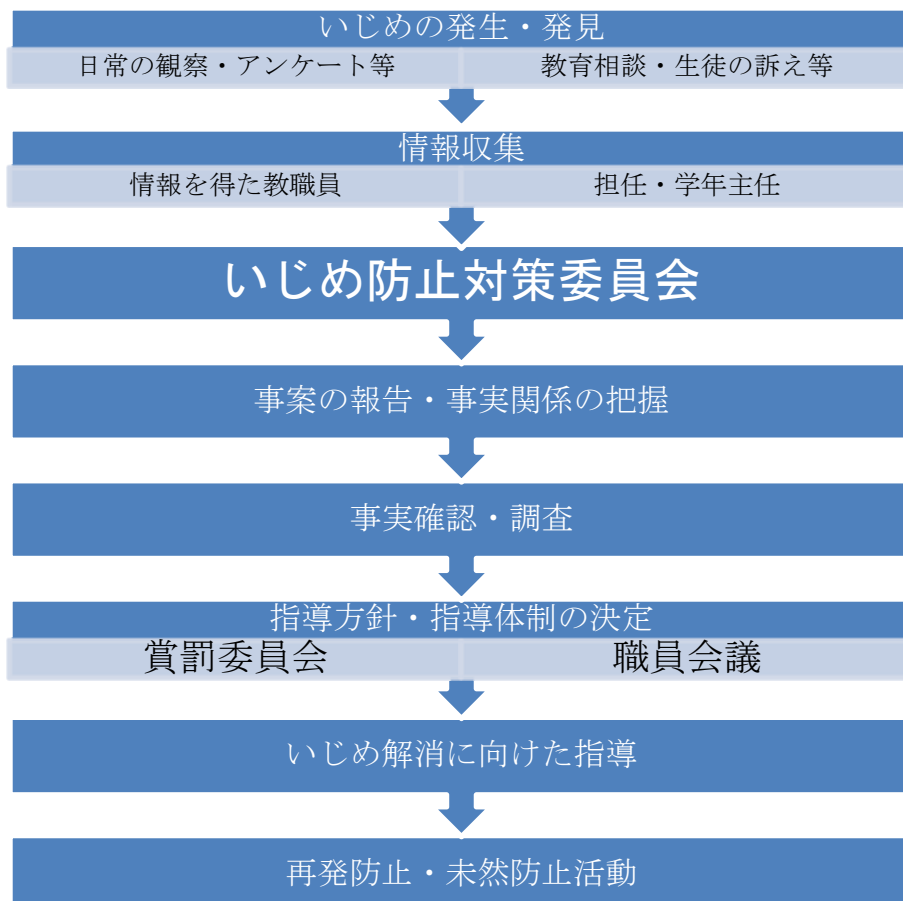 いじめの発生・発見
日常の観察・アンケート等
教育相談・生徒の訴え等
情報収集
情報を得た教職員
担任・学年主任
いじめ防止対策委員会
事案の報告・事実関係の把握
事実確認・調査
指導方針・指導体制の決定
賞罰委員会
職員会議
いじめ解消に向けた指導
再発防止・未然防止活動